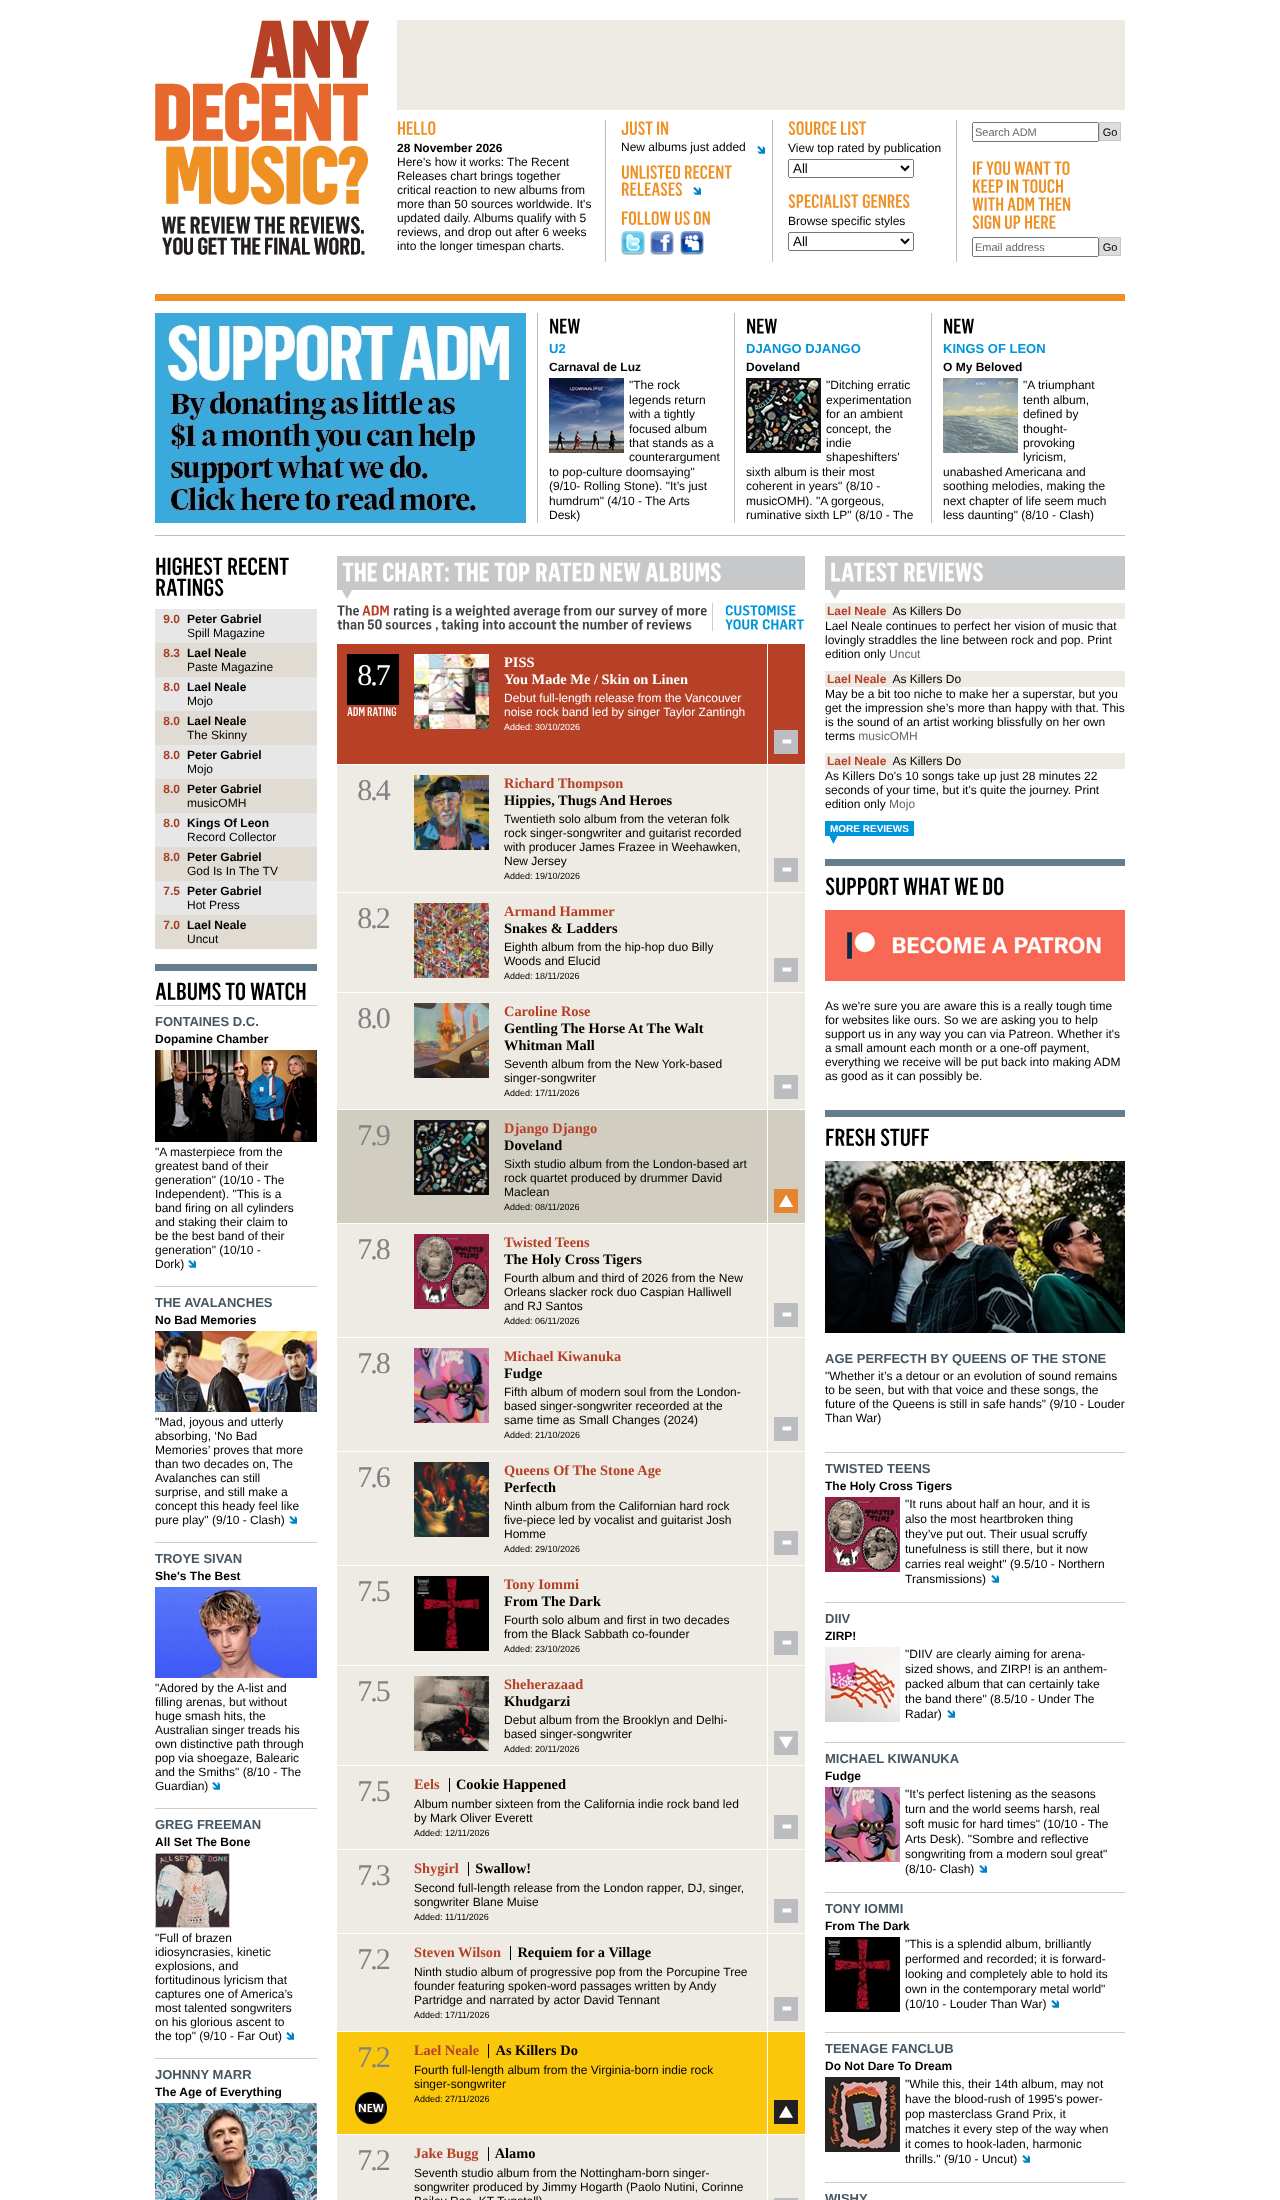 ANY
DECENT
MUSIC?
WE REVIEW THE REVIEWS.
YOU GET THE FINAL WORD.
HELLO
28 November 2026
Here's how it works: The Recent
Releases chart brings together
critical reaction to new albums from
more than 50 sources worldwide. It's
updated daily. Albums qualify with 5
reviews, and drop out after 6 weeks
into the longer timespan charts.
JUST IN
New albums just added
UNLISTED RECENT
RELEASES
FOLLOW US ON
SOURCE LIST
View top rated by publication
All
SPECIALIST GENRES
Browse specific styles
All
Search ADM
Go
IF YOU WANT TO
KEEP IN TOUCH
WITH ADM THEN
SIGN UP HERE
Email address
Go
SUPPORT ADM
By donating as little as
$1 a month you can help
support what we do.
Click here to read more.
NEW
U2
Carnaval de Luz
"The rock
legends return
with a tightly
focused album
that stands as a
counterargument
to pop-culture doomsaying"
(9/10- Rolling Stone). "It's just
humdrum" (4/10 - The Arts
Desk)
NEW
DJANGO DJANGO
Doveland
"Ditching erratic
experimentation
for an ambient
concept, the
indie
shapeshifters'
sixth album is their most
coherent in years" (8/10 -
musicOMH). "A gorgeous,
ruminative sixth LP" (8/10 - The
NEW
KINGS OF LEON
O My Beloved
"A triumphant
tenth album,
defined by
thought-
provoking
lyricism,
unabashed Americana and
soothing melodies, making the
next chapter of life seem much
less daunting" (8/10 - Clash)
HIGHEST RECENT
RATINGS
9.0 Peter Gabriel
Spill Magazine
8.3 Lael Neale
Paste Magazine
8.0 Lael Neale
Mojo
8.0 Lael Neale
The Skinny
8.0 Peter Gabriel
Mojo
8.0 Peter Gabriel
musicOMH
8.0 Kings Of Leon
Record Collector
8.0 Peter Gabriel
God Is In The TV
7.5 Peter Gabriel
Hot Press
7.0 Lael Neale
Uncut
ALBUMS TO WATCH
FONTAINES D.C.
Dopamine Chamber
"A masterpiece from the
greatest band of their
generation" (10/10 - The
Independent). "This is a
band firing on all cylinders
and staking their claim to
be the best band of their
generation" (10/10 -
Dork)
THE AVALANCHES
No Bad Memories
"Mad, joyous and utterly
absorbing, 'No Bad
Memories' proves that more
than two decades on, The
Avalanches can still
surprise, and still make a
concept this heady feel like
pure play" (9/10 - Clash)
TROYE SIVAN
She's The Best
"Adored by the A-list and
filling arenas, but without
huge smash hits, the
Australian singer treads his
own distinctive path through
pop via shoegaze, Balearic
and the Smiths" (8/10 - The
Guardian)
GREG FREEMAN
All Set The Bone
"Full of brazen
idiosyncrasies, kinetic
explosions, and
fortitudinous lyricism that
captures one of America's
most talented songwriters
on his glorious ascent to
the top" (9/10 - Far Out)
JOHNNY MARR
The Age of Everything
THE CHART: THE TOP RATED NEW ALBUMS
The ADM rating is a weighted average from our survey of more
than 50 sources , taking into account the number of reviews
CUSTOMISE
YOUR CHART
8.7
ADM RATING
PISS
You Made Me / Skin on Linen
Debut full-length release from the Vancouver
noise rock band led by singer Taylor Zantingh
Added: 30/10/2026
8.4
Richard Thompson
Hippies, Thugs And Heroes
Twentieth solo album from the veteran folk
rock singer-songwriter and guitarist recorded
with producer James Frazee in Weehawken,
New Jersey
Added: 19/10/2026
8.2
Armand Hammer
Snakes & Ladders
Eighth album from the hip-hop duo Billy
Woods and Elucid
Added: 18/11/2026
8.0
Caroline Rose
Gentling The Horse At The Walt
Whitman Mall
Seventh album from the New York-based
singer-songwriter
Added: 17/11/2026
7.9
Django Django
Doveland
Sixth studio album from the London-based art
rock quartet produced by drummer David
Maclean
Added: 08/11/2026
7.8
Twisted Teens
The Holy Cross Tigers
Fourth album and third of 2026 from the New
Orleans slacker rock duo Caspian Halliwell
and RJ Santos
Added: 06/11/2026
7.8
Michael Kiwanuka
Fudge
Fifth album of modern soul from the London-
based singer-songwriter receorded at the
same time as Small Changes (2024)
Added: 21/10/2026
7.6
Queens Of The Stone Age
Perfecth
Ninth album from the Californian hard rock
five-piece led by vocalist and guitarist Josh
Homme
Added: 29/10/2026
7.5
Tony Iommi
From The Dark
Fourth solo album and first in two decades
from the Black Sabbath co-founder
Added: 23/10/2026
7.5
Sheherazaad
Khudgarzi
Debut album from the Brooklyn and Delhi-
based singer-songwriter
Added: 20/11/2026
7.5
Eels | Cookie Happened
Album number sixteen from the California indie rock band led
by Mark Oliver Everett
Added: 12/11/2026
7.3
Shygirl | Swallow!
Second full-length release from the London rapper, DJ, singer,
songwriter Blane Muise
Added: 11/11/2026
7.2
Steven Wilson | Requiem for a Village
Ninth studio album of progressive pop from the Porcupine Tree
founder featuring spoken-word passages written by Andy
Partridge and narrated by actor David Tennant
Added: 17/11/2026
7.2
NEW
Lael Neale | As Killers Do
Fourth full-length album from the Virginia-born indie rock
singer-songwriter
Added: 27/11/2026
7.2
Jake Bugg | Alamo
Seventh studio album from the Nottingham-born singer-
songwriter produced by Jimmy Hogarth (Paolo Nutini, Corinne
LATEST REVIEWS
Lael Neale As Killers Do
Lael Neale continues to perfect her vision of music that
lovingly straddles the line between rock and pop. Print
edition only Uncut
Lael Neale As Killers Do
May be a bit too niche to make her a superstar, but you
get the impression she's more than happy with that. This
is the sound of an artist working blissfully on her own
terms musicOMH
Lael Neale As Killers Do
As Killers Do's 10 songs take up just 28 minutes 22
seconds of your time, but it's quite the journey. Print
edition only Mojo
MORE REVIEWS
SUPPORT WHAT WE DO
BECOME A PATRON
As we're sure you are aware this is a really tough time
for websites like ours. So we are asking you to help
support us in any way you can via Patreon. Whether it's
a small amount each month or a one-off payment,
everything we receive will be put back into making ADM
as good as it can possibly be.
FRESH STUFF
AGE PERFECTH BY QUEENS OF THE STONE
"Whether it's a detour or an evolution of sound remains
to be seen, but with that voice and these songs, the
future of the Queens is still in safe hands" (9/10 - Louder
Than War)
TWISTED TEENS
The Holy Cross Tigers
"It runs about half an hour, and it is
also the most heartbroken thing
they've put out. Their usual scruffy
tunefulness is still there, but it now
carries real weight" (9.5/10 - Northern
Transmissions)
DIIV
ZIRP!
"DIIV are clearly aiming for arena-
sized shows, and ZIRP! is an anthem-
packed album that can certainly take
the band there" (8.5/10 - Under The
Radar)
MICHAEL KIWANUKA
Fudge
"It's perfect listening as the seasons
turn and the world seems harsh, real
soft music for hard times" (10/10 - The
Arts Desk). "Sombre and reflective
songwriting from a modern soul great"
(8/10- Clash)
TONY IOMMI
From The Dark
"This is a splendid album, brilliantly
performed and recorded; it is forward-
looking and completely able to hold its
own in the contemporary metal world"
(10/10 - Louder Than War)
TEENAGE FANCLUB
Do Not Dare To Dream
"While this, their 14th album, may not
have the blood-rush of 1995's power-
pop masterclass Grand Prix, it
matches it every step of the way when
it comes to hook-laden, harmonic
thrills." (9/10 - Uncut)
WISHY